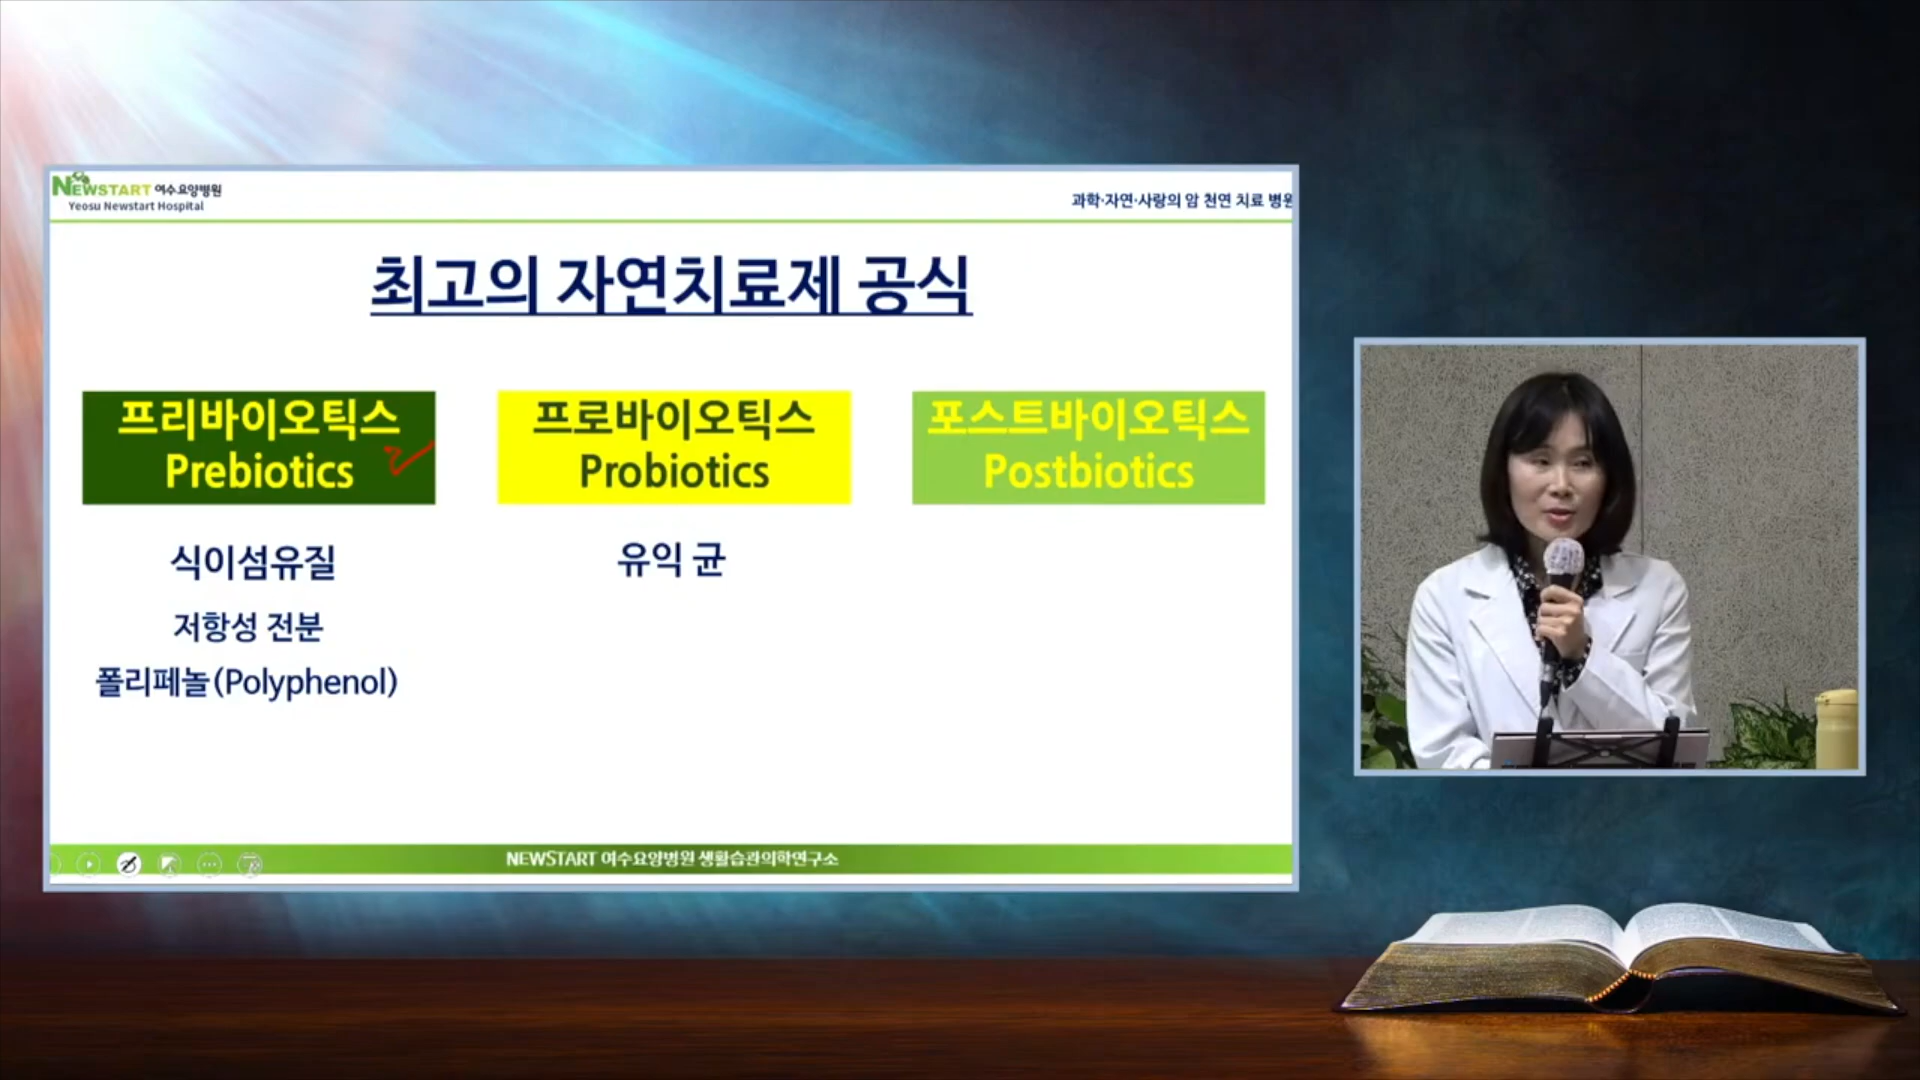 NEWSTART 여수요양병원
Yeosu Newstart Hospital
과학·자연·사랑의 암 천연 치료 병원
최고의 자연치료제 공식
프리바이오틱스
Prebiotics
프로바이오틱스
Probiotics
포스트바이오틱스
Postbiotics
식이섬유질
유익 균
저항성 전분
폴리페놀(Polyphenol)
NEWSTART 여수요양병원 생활습관의학연구소